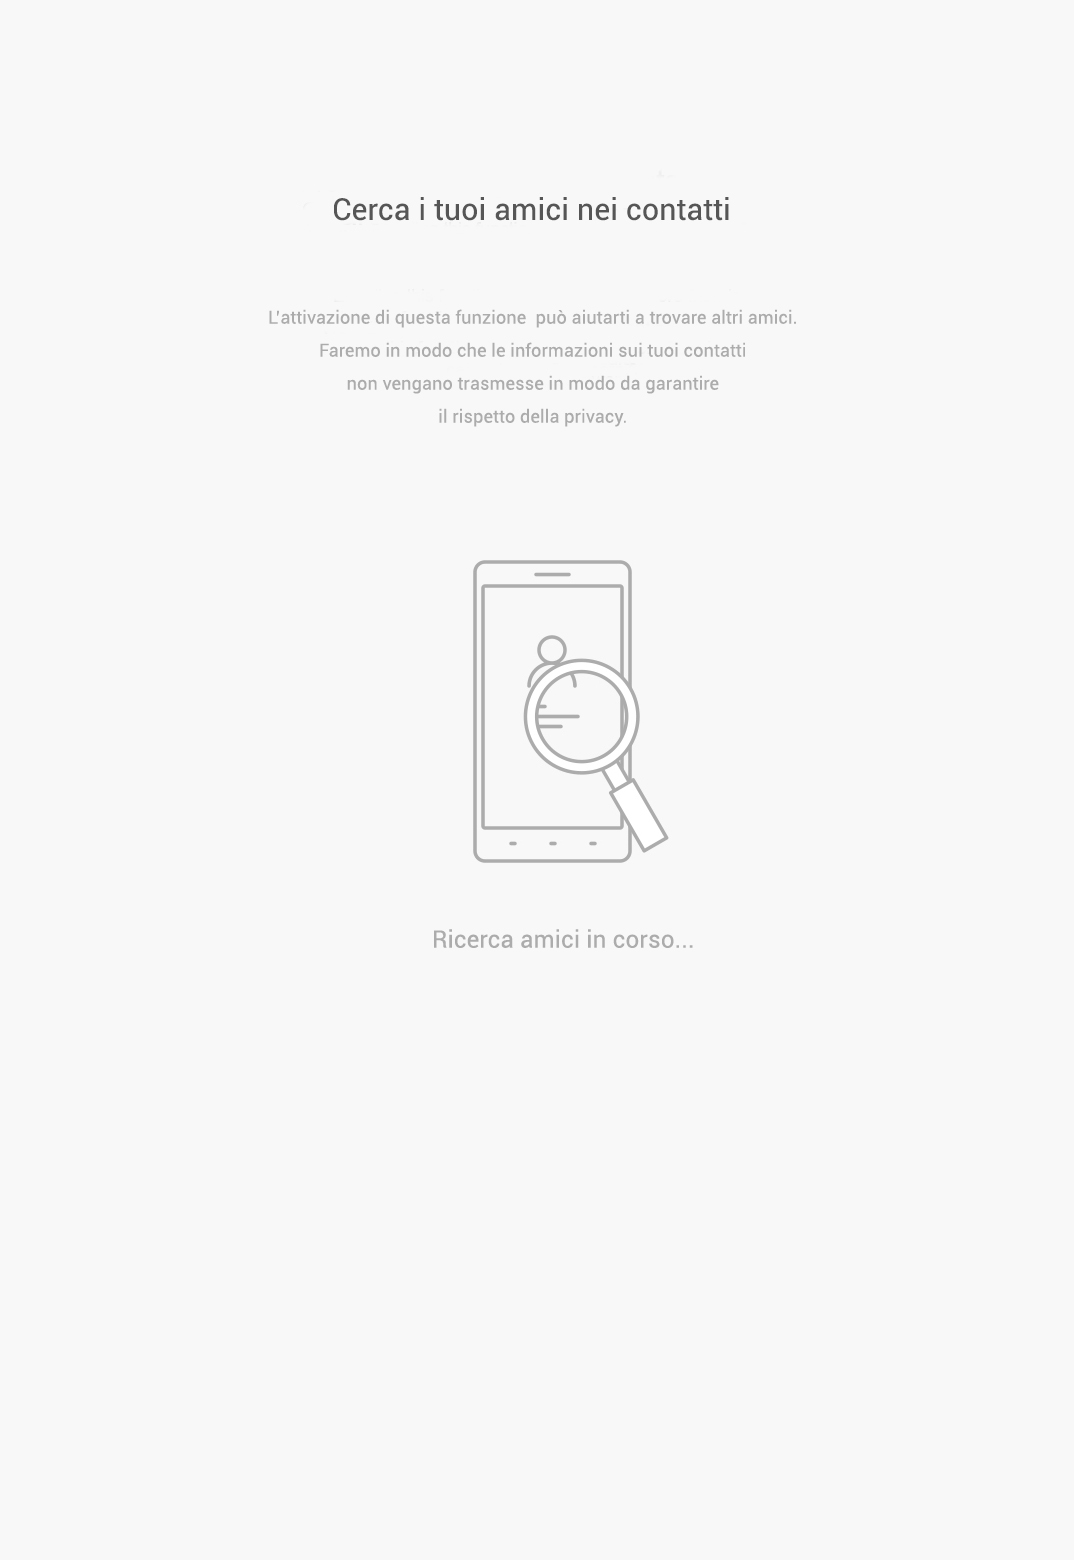 Cerca i tuoi amici nei contatti
L'attivazione di questa funzione  può aiutarti a trovare altri amici.
Faremo in modo che le informazioni sui tuoi contatti
non vengano trasmesse in modo da garantire
il rispetto della privacy.
Ricerca amici in corso...